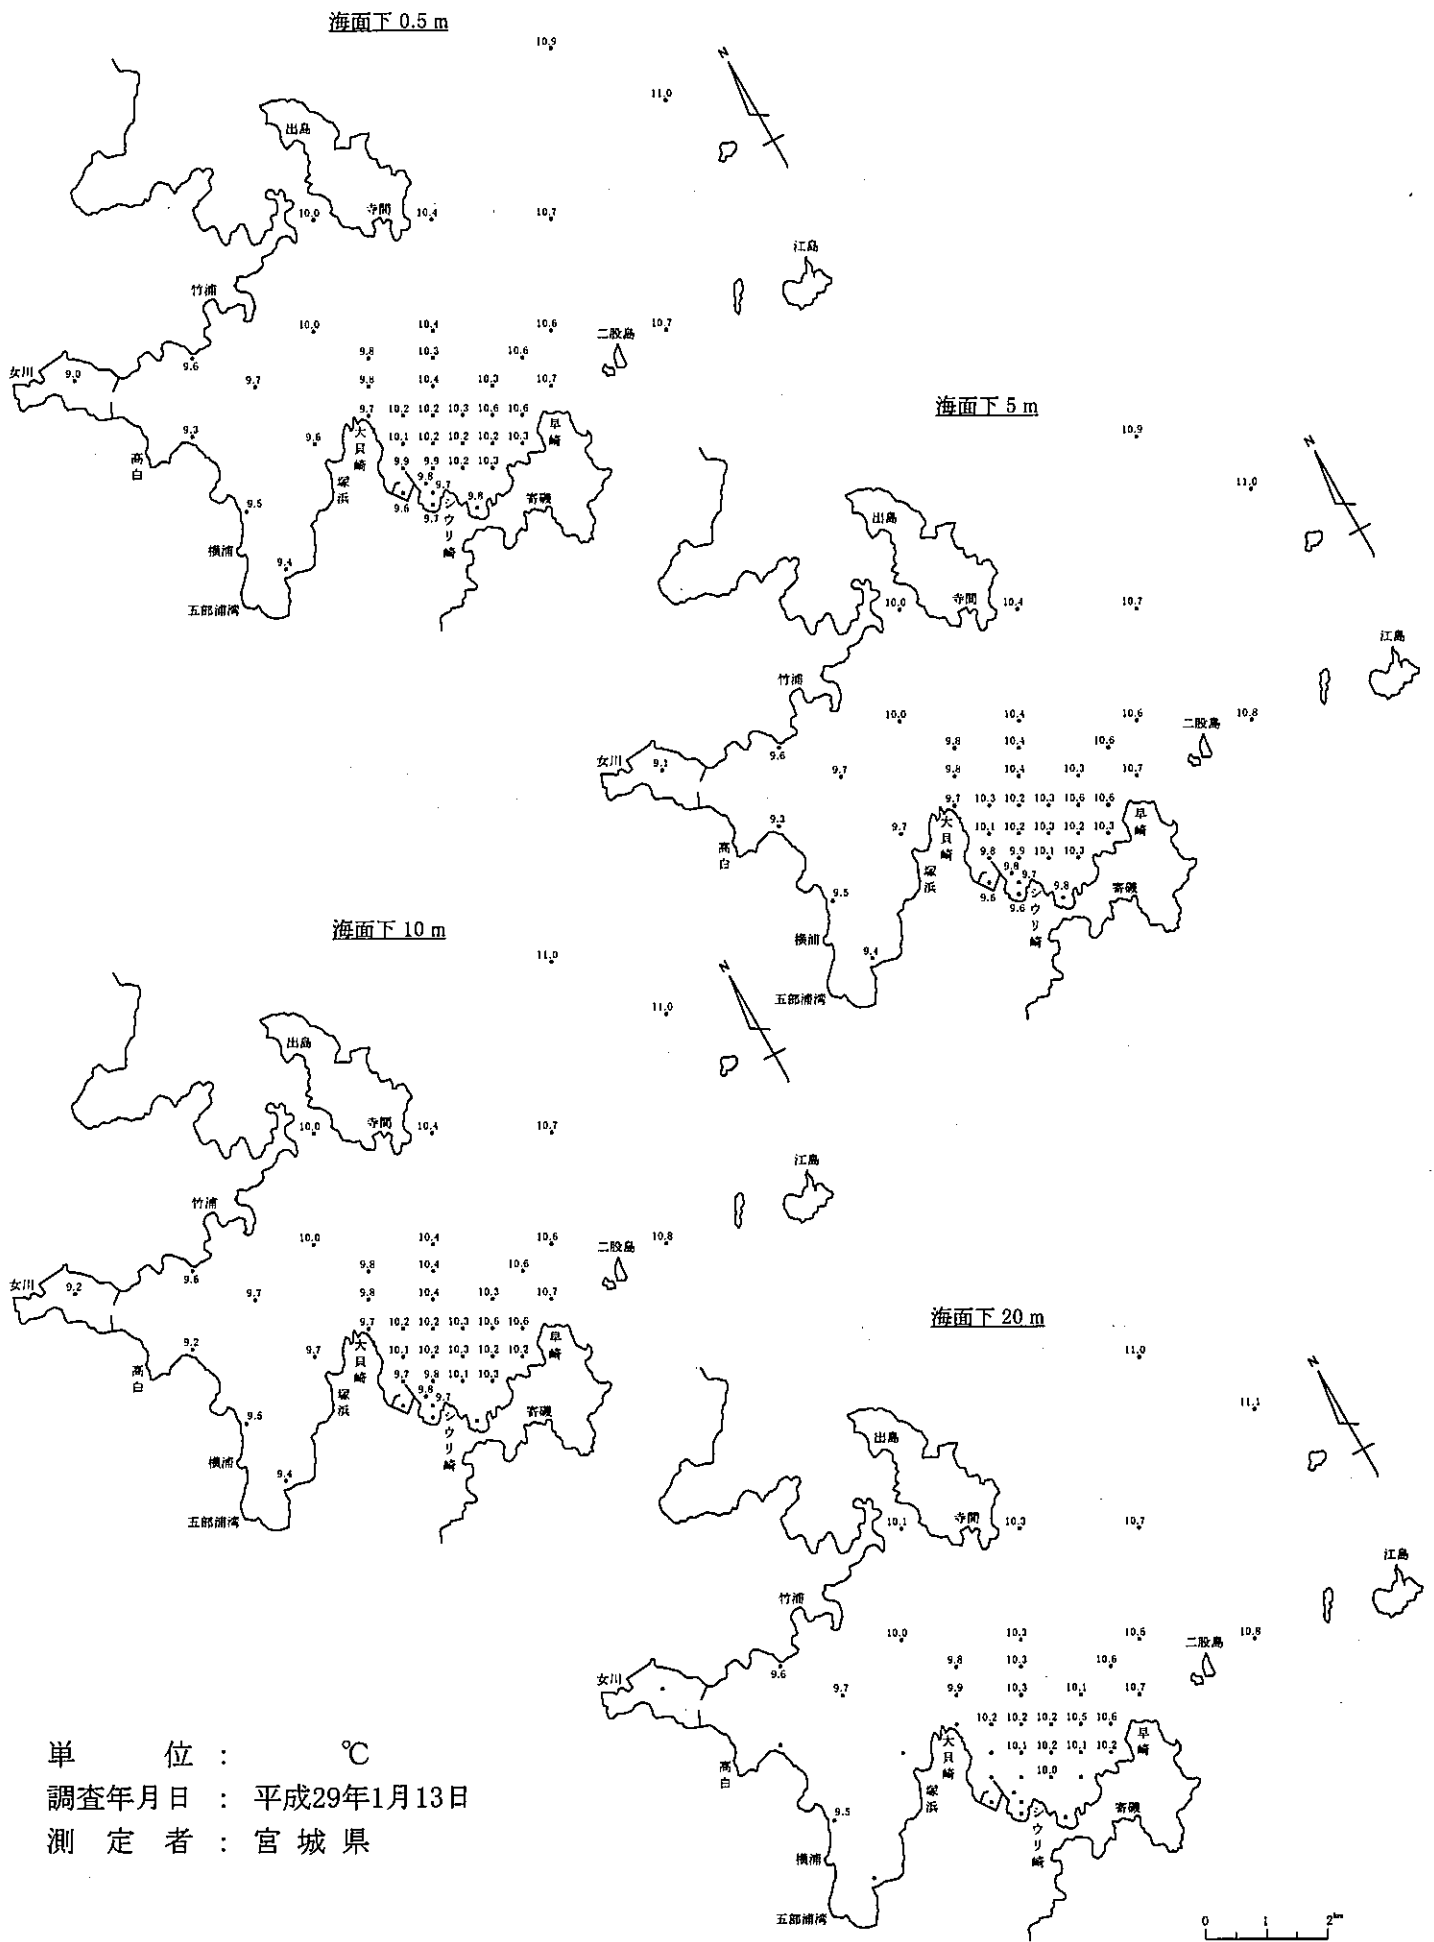 海面下 0.5 m
10.9
N
11.0
出島
寺間
10.0 10.4 10.7
江島
竹浦
10.0 10.4 10.6 10.7
二股島
9.6 9.8 10.3 10.6
女川 9.0 9.7 9.8 10.4 10.3 10.7
9.7 10.2 10.2 10.3 10.6 10.6
9.3 9.6 10.1 10.2 10.2 10.2 10.3
高白
大貝崎
早崎
9.9 9.9 10.2 10.3
塚浜
9.8
9.7
9.8
寄磯
9.6
9.7
シウリ崎
9.5
横浦
9.4
五部浦湾
海面下 5 m
10.9
N
11.0
出島
寺間
10.0 10.4 10.7
江島
竹浦
10.0 10.4 10.6 10.8
二股島
9.6 9.8 10.4 10.6
女川 9.1 9.7 9.8 10.4 10.3 10.7
9.7 10.3 10.2 10.3 10.6 10.6
9.3 9.7 10.1 10.2 10.3 10.2 10.3
高白
大貝崎
早崎
9.8 9.9 10.1 10.3
塚浜
9.8
9.7
9.8
寄磯
9.6
9.6
シウリ崎
9.5
横浦
9.4
五部浦湾
海面下 10 m
11.0
N
11.0
出島
寺間
10.0 10.4 10.7
江島
竹浦
10.0 10.4 10.6 10.8
二股島
9.6 9.8 10.4 10.6
女川 9.2 9.7 9.8 10.4 10.3 10.7
9.7 10.2 10.2 10.3 10.6 10.6
9.2 9.7 10.1 10.2 10.3 10.2 10.2
高白
大貝崎
早崎
9.7 9.8 10.1 10.3
塚浜
9.8
9.7
寄磯
シウリ崎
横浦
9.4
五部浦湾
海面下 20 m
11.0
N
11.1
出島
寺間
10.1 10.3 10.7
江島
竹浦
10.0 10.3 10.6 10.8
二股島
9.6 9.8 10.3 10.6
女川 9.7 9.9 10.3 10.1 10.7
10.2 10.2 10.2 10.5 10.6
10.1 10.2 10.1 10.2
高白
大貝崎
早崎
10.0
塚浜
寄磯
シウリ崎
9.5
横浦
五部浦湾
0 1 2km
単位 : ℃
調査年月日 : 平成29年1月13日
測定者 : 宮城県